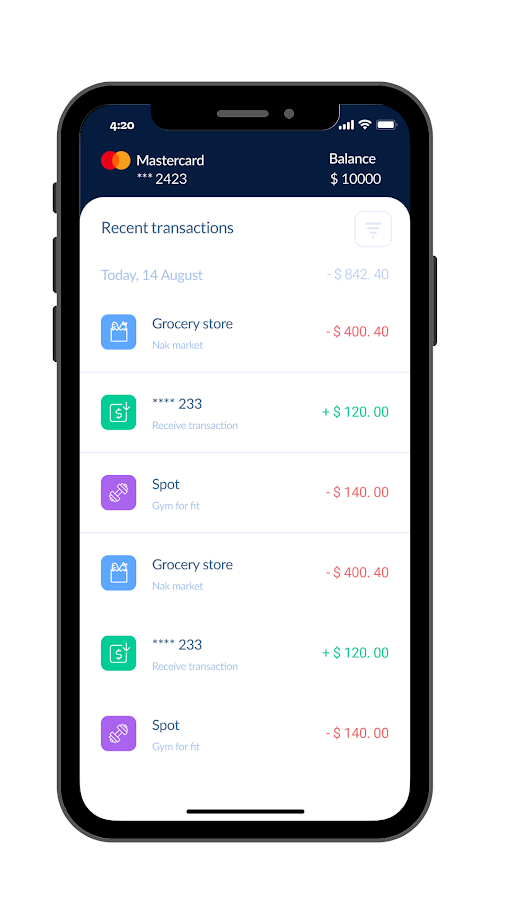 4:20
Mastercard
*** 2423
Balance
$ 10000
Recent transactions
Today, 14 August
- $ 842. 40
Grocery store
Nak market
- $ 400. 40
**** 233
Receive transaction
+ $ 120. 00
Spot
Gym for fit
- $ 140. 00
Grocery store
Nak market
- $ 400. 40
**** 233
Receive transaction
+ $ 120. 00
Spot
Gym for fit
- $ 140. 00